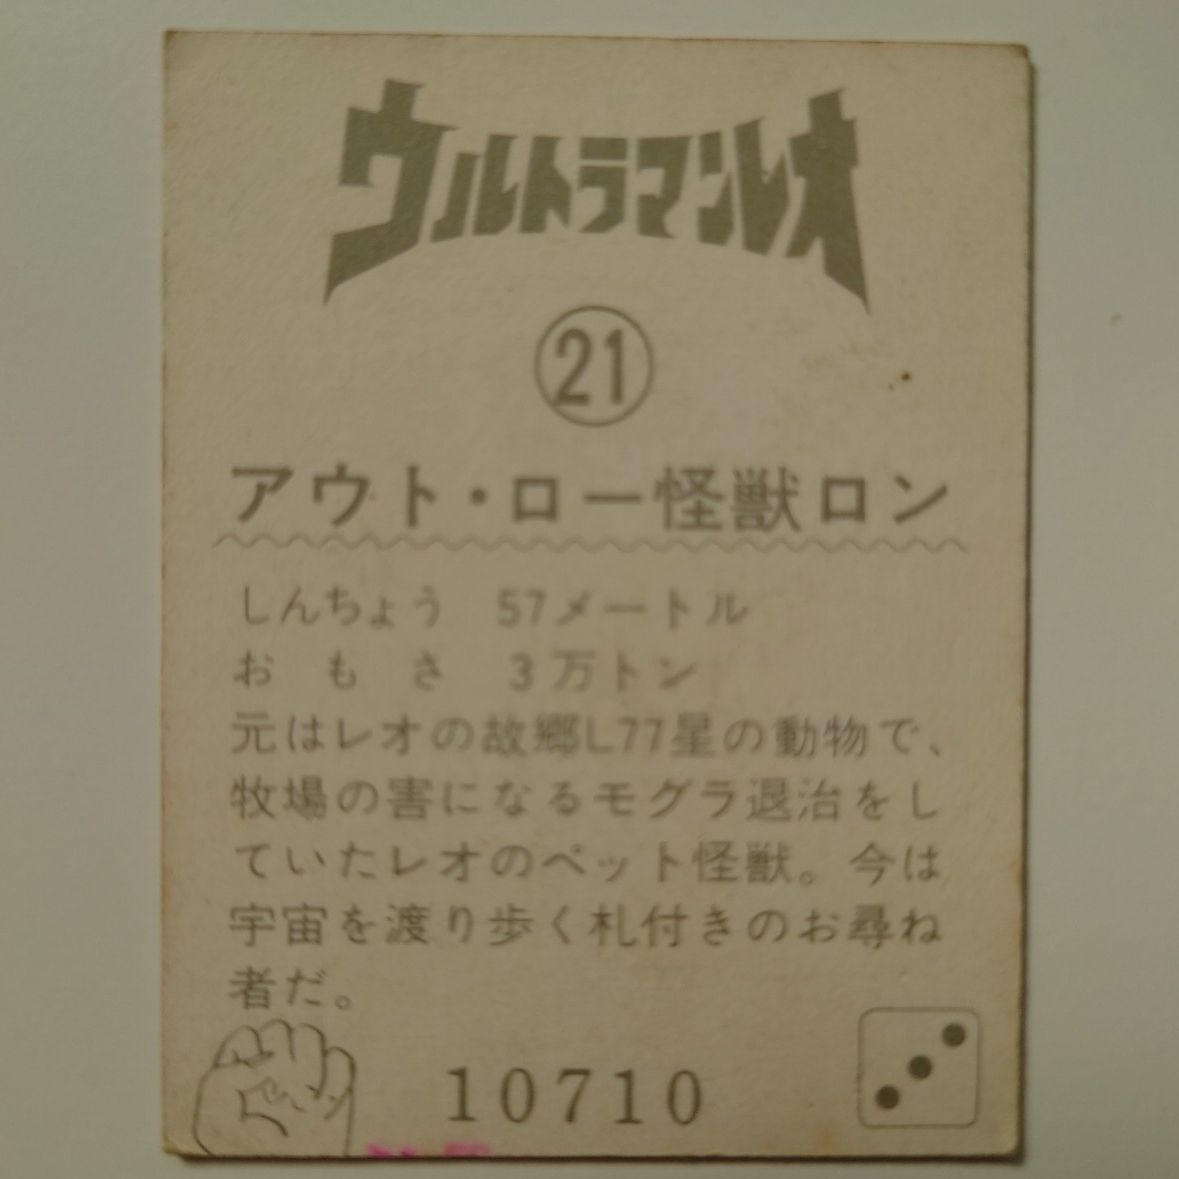 ウルトラマンレオ
21
アウト・ロー怪獣ロン
しんちょう 57メートル
おもさ 3万トン
元はレオの故郷L77星の動物で、
牧場の害になるモグラ退治をし
ていたレオのペット怪獣。今は
宇宙を渡り歩く札付きのお尋ね
者だ。
10710